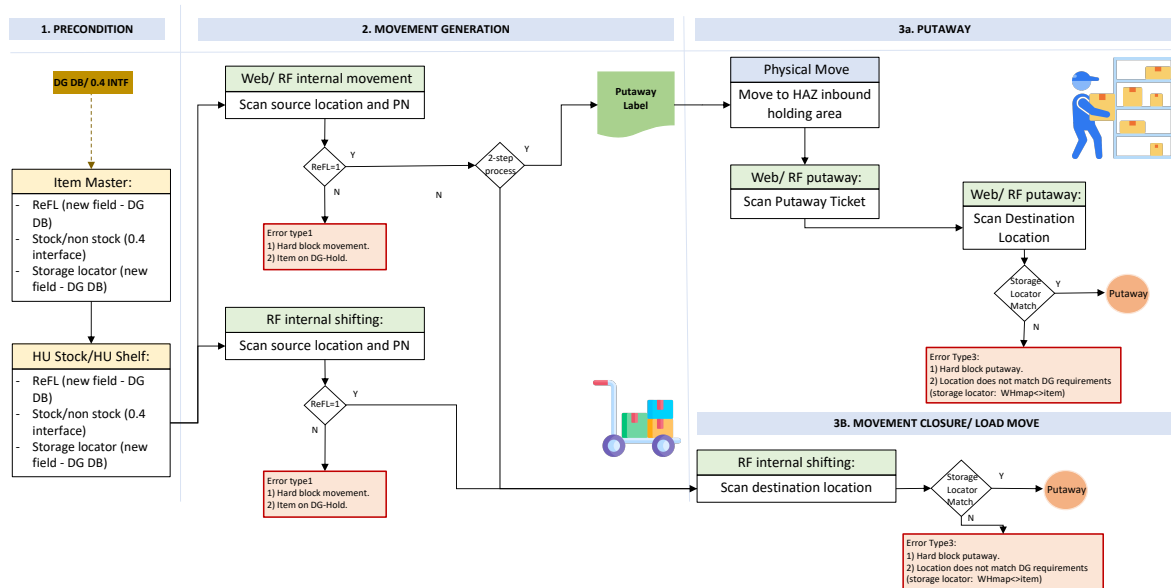 1. PRECONDITION
2. MOVEMENT GENERATION
3a. PUTAWAY
DG DB/ 0.4 INTF
Item Master:
- ReFL (new field - DG
DB)
- Stock/non stock (0.4
interface)
- Storage locator (new
field - DG DB)
HU Stock/HU Shelf:
- ReFL (new field - DG
DB)
- Stock/non stock (0.4
interface)
- Storage locator (new
field - DG DB)
Web/ RF internal movement
Scan source location and PN
ReFL=1
Y
N
Error type1
1) Hard block movement.
2) Item on DG-Hold.
2-step
process
Y
N
Putaway
Label
RF internal shifting:
Scan source location and PN
ReFL=1
Y
N
Error type1
1) Hard block movement.
2) Item on DG-Hold.
Physical Move
Move to HAZ inbound
holding area
Web/ RF putaway:
Scan Putaway Ticket
Web/ RF putaway:
Scan Destination
Location
Storage
Locator
Match
Y
N
Putaway
Error Type3:
1) Hard block putaway.
2) Location does not match DG requirements
(storage locator: WHmap<>item)
3B. MOVEMENT CLOSURE/ LOAD MOVE
RF internal shifting:
Scan destination location
Storage
Locator
Match
Y
N
Putaway
Error Type3:
1) Hard block putaway.
2) Location does not match DG requirements
(storage locator: WHmap<>item)